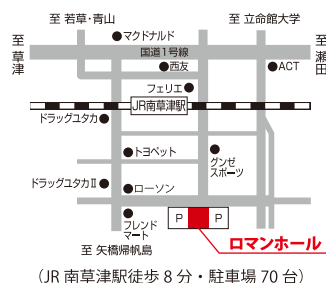 至 若草・青山
至 立命館大学
至草津
マクドナルド
国道1号線
至瀬田
西友
ACT
フェリエ
JR南草津駅
ドラッグユタカ
トヨペット
グンゼ
スポーツ
ドラッグユタカⅡ
ローソン
P
P
フレンド
マート
ロマンホール
至 矢橋帰帆島
（JR 南草津駅徒歩 8 分・駐車場 70 台）